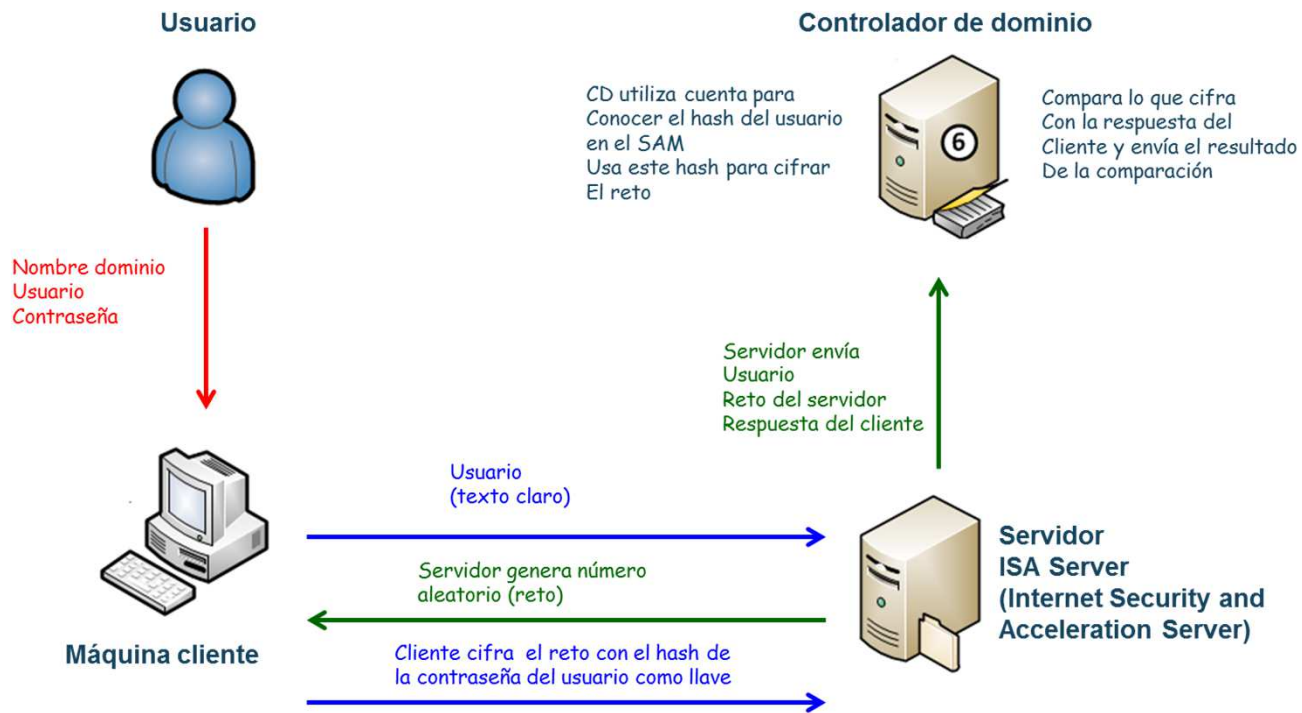 Usuario
Controlador de dominio
CD utiliza cuenta para
Conocer el hash del usuario
en el SAM
Usa este hash para cifrar
El reto
6
Compara lo que cifra
Con la respuesta del
Cliente y envía el resultado
De la comparación
Nombre dominio
Usuario
Contraseña
Servidor envía
Usuario
Reto del servidor
Respuesta del cliente
Usuario
(texto claro)
Servidor genera número
aleatorio (reto)
Cliente cifra el reto con el hash de
la contraseña del usuario como llave
Máquina cliente
Servidor
ISA Server
(Internet Security and
Acceleration Server)